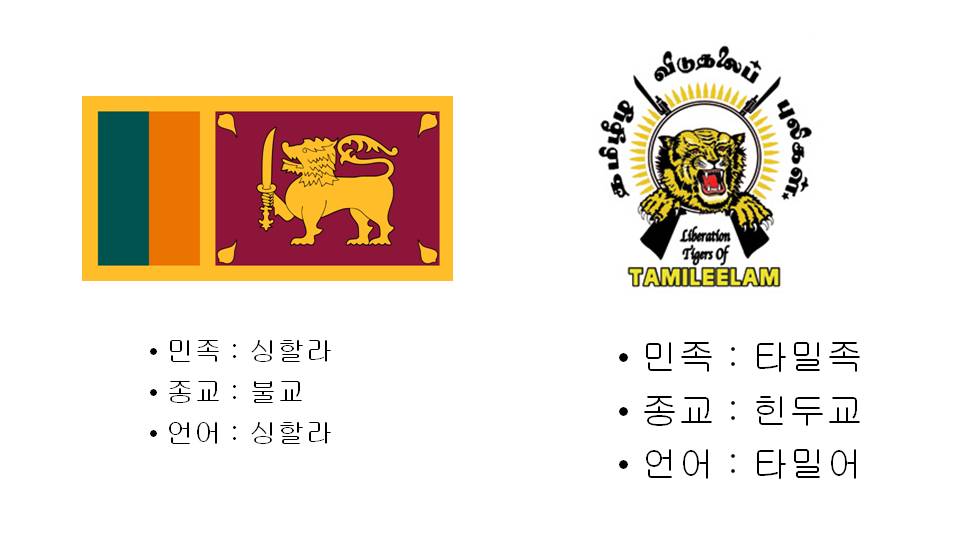 தமிழீழ விடுதலைப் புலிகள்
Liberation
Tigers Of
TAMILEELAM
• 민족 : 싱할라
• 종교 : 불교
• 언어 : 싱할라
• 민족 : 타밀족
• 종교 : 힌두교
• 언어 : 타밀어